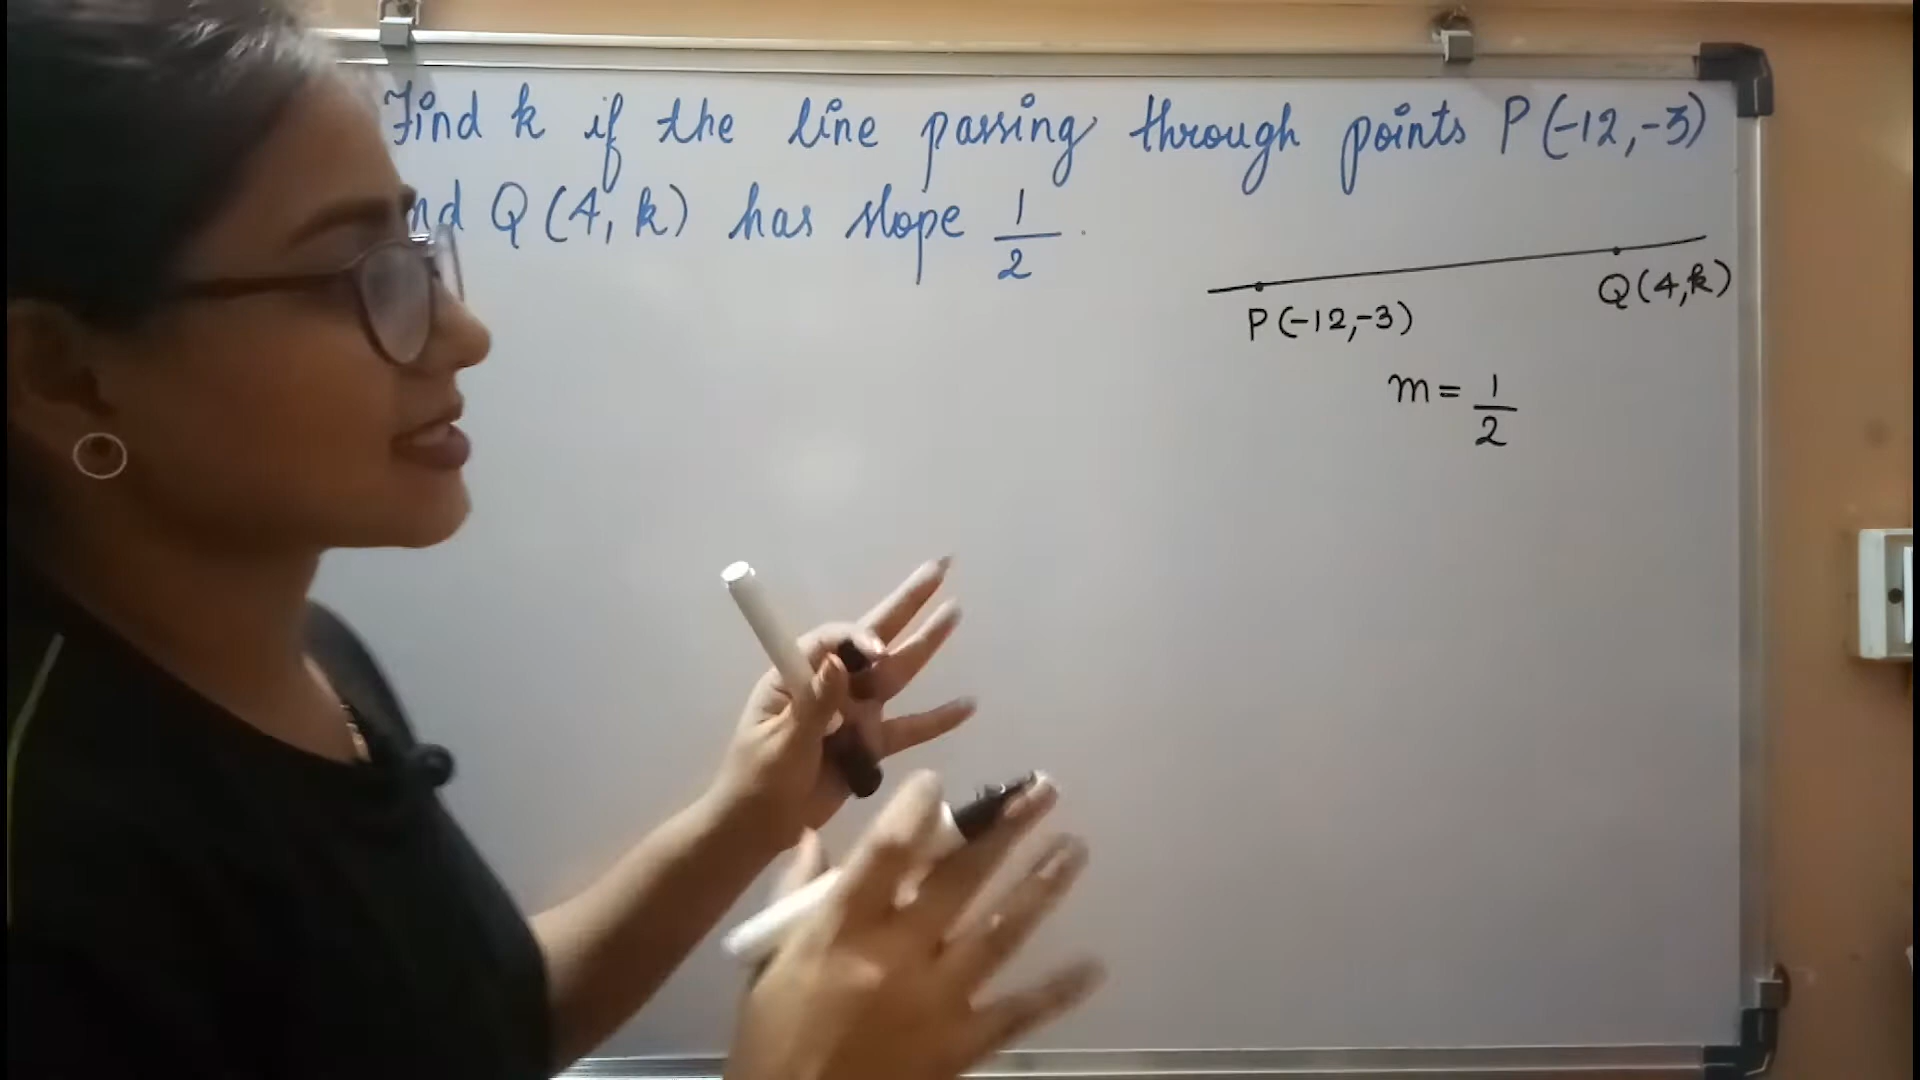 Find k if the line passing through points P(-12,-3)
and Q(4,k) has slope 1/2.
P(-12,-3)
Q(4,k)
m = 1/2